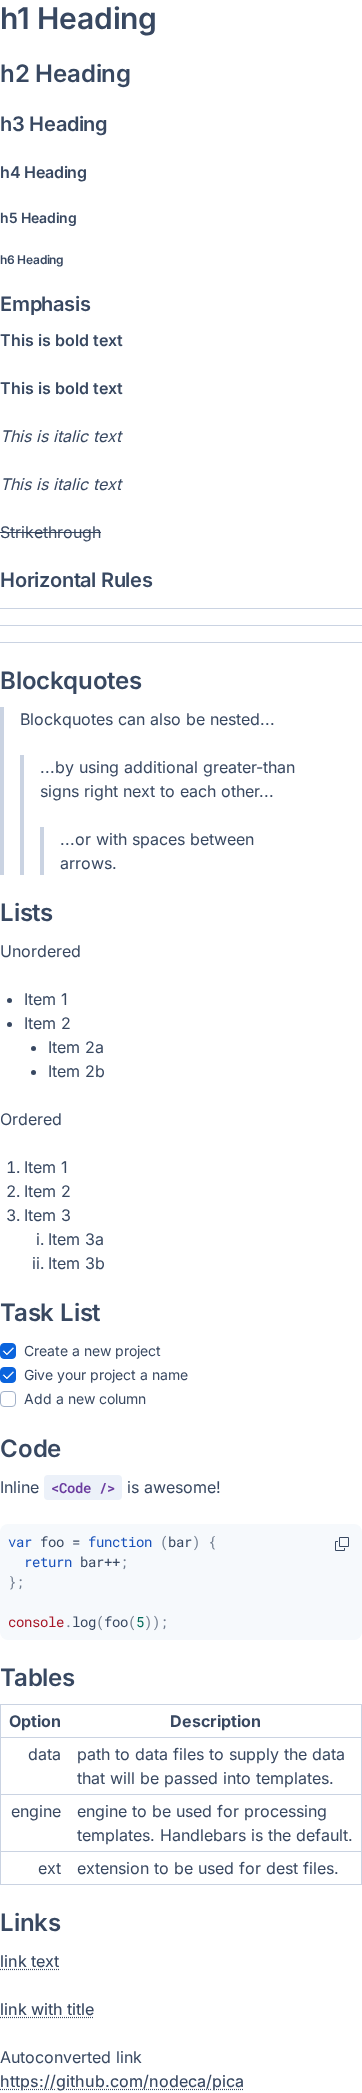 h1 Heading
h2 Heading
h3 Heading
h4 Heading
h5 Heading
h6 Heading
Emphasis
This is bold text
This is bold text
This is italic text
This is italic text
Strikethrough
Horizontal Rules
Blockquotes
Blockquotes can also be nested...
...by using additional greater-than
signs right next to each other...
...or with spaces between
arrows.
Lists
Unordered
• Item 1
• Item 2
• Item 2a
• Item 2b
Ordered
1. Item 1
2. Item 2
3. Item 3
i. Item 3a
ii. Item 3b
Task List
Create a new project
Give your project a name
Add a new column
Code
Inline <Code /> is awesome!
var foo = function (bar) {
  return bar++;
};
console.log(foo(5));
Tables
Option Description
data path to data files to supply the data
that will be passed into templates.
engine engine to be used for processing
templates. Handlebars is the default.
ext extension to be used for dest files.
Links
link text
link with title
Autoconverted link
https://github.com/nodeca/pica